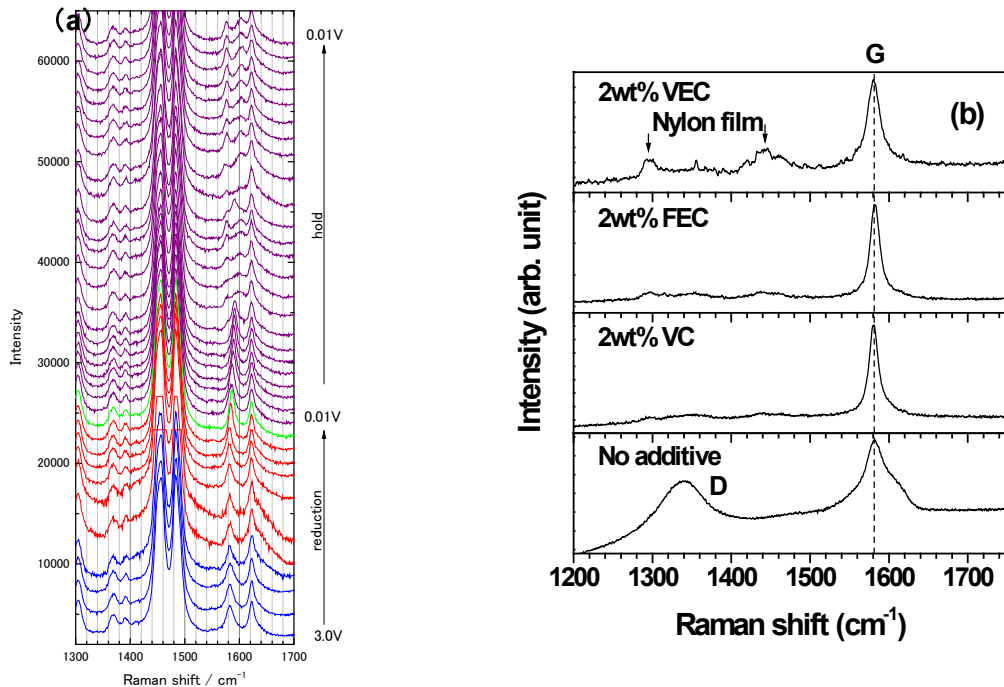 (a)
0.01V
60000
50000
hold
40000
Intensity
30000
0.01V
20000
reduction
10000
3.0V
1300 1400 1500 1600 1700
Raman shift / cm⁻¹
G
2wt% VEC
(b)
Nylon film
2wt% FEC
Intensity (arb. unit)
2wt% VC
No additive
D
1200 1300 1400 1500 1600 1700
Raman shift (cm⁻¹)